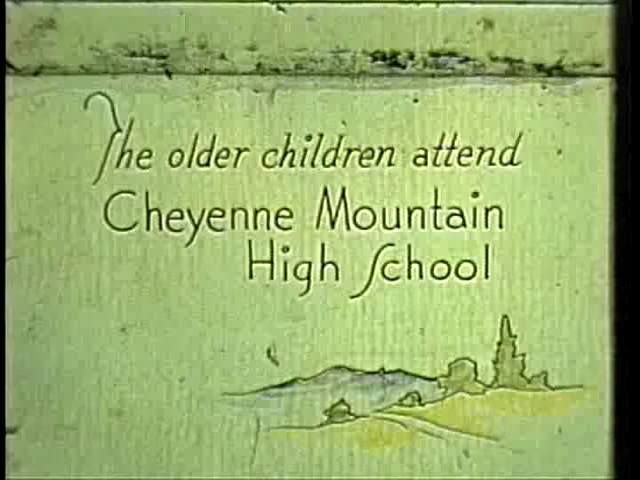 The older children attend
Cheyenne Mountain
High School